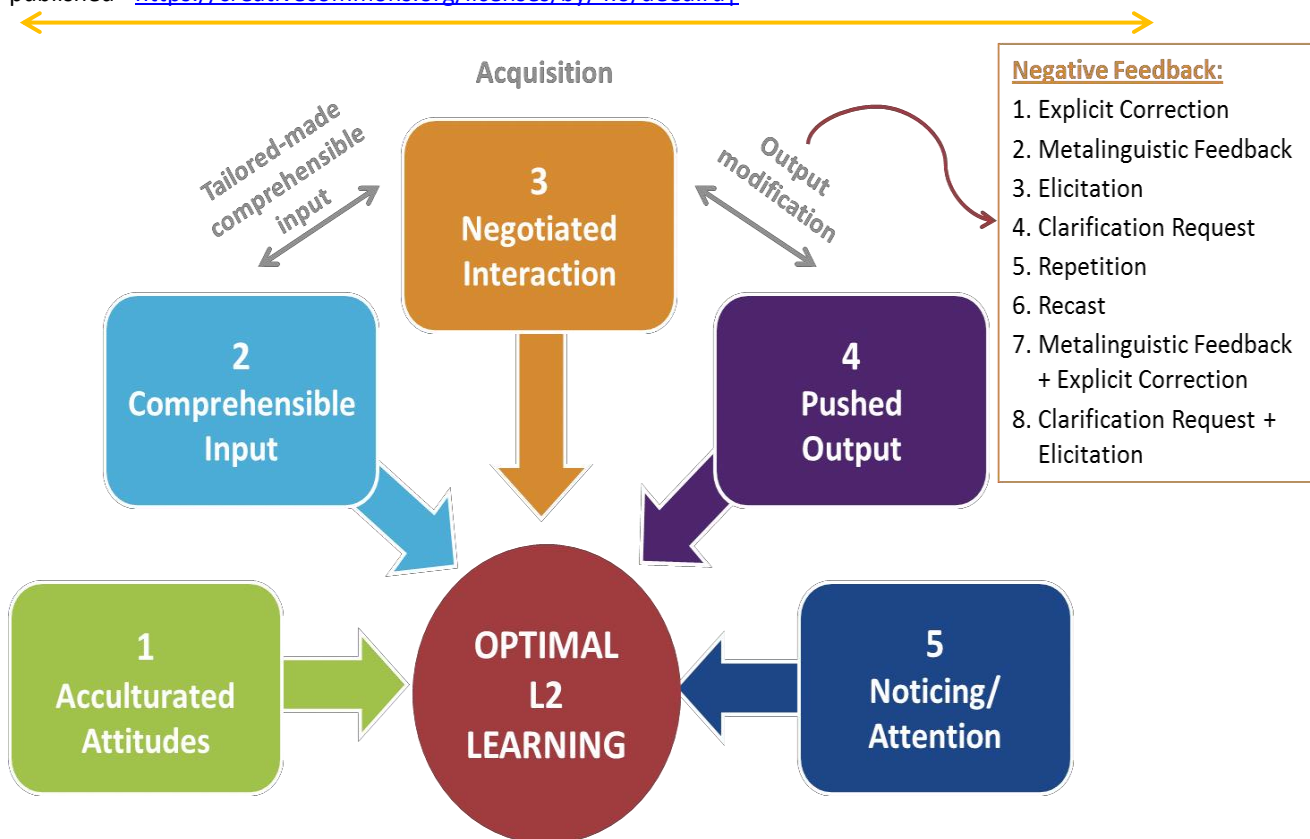 Acquisition
Tailored-made
comprehensible
input
Output
modification
3
Negotiated
Interaction
2
Comprehensible
Input
4
Pushed
Output
1
Acculturated
Attitudes
5
Noticing/
Attention
OPTIMAL
L2
LEARNING
Negative Feedback:
1. Explicit Correction
2. Metalinguistic Feedback
3. Elicitation
4. Clarification Request
5. Repetition
6. Recast
7. Metalinguistic Feedback
+ Explicit Correction
8. Clarification Request +
Elicitation